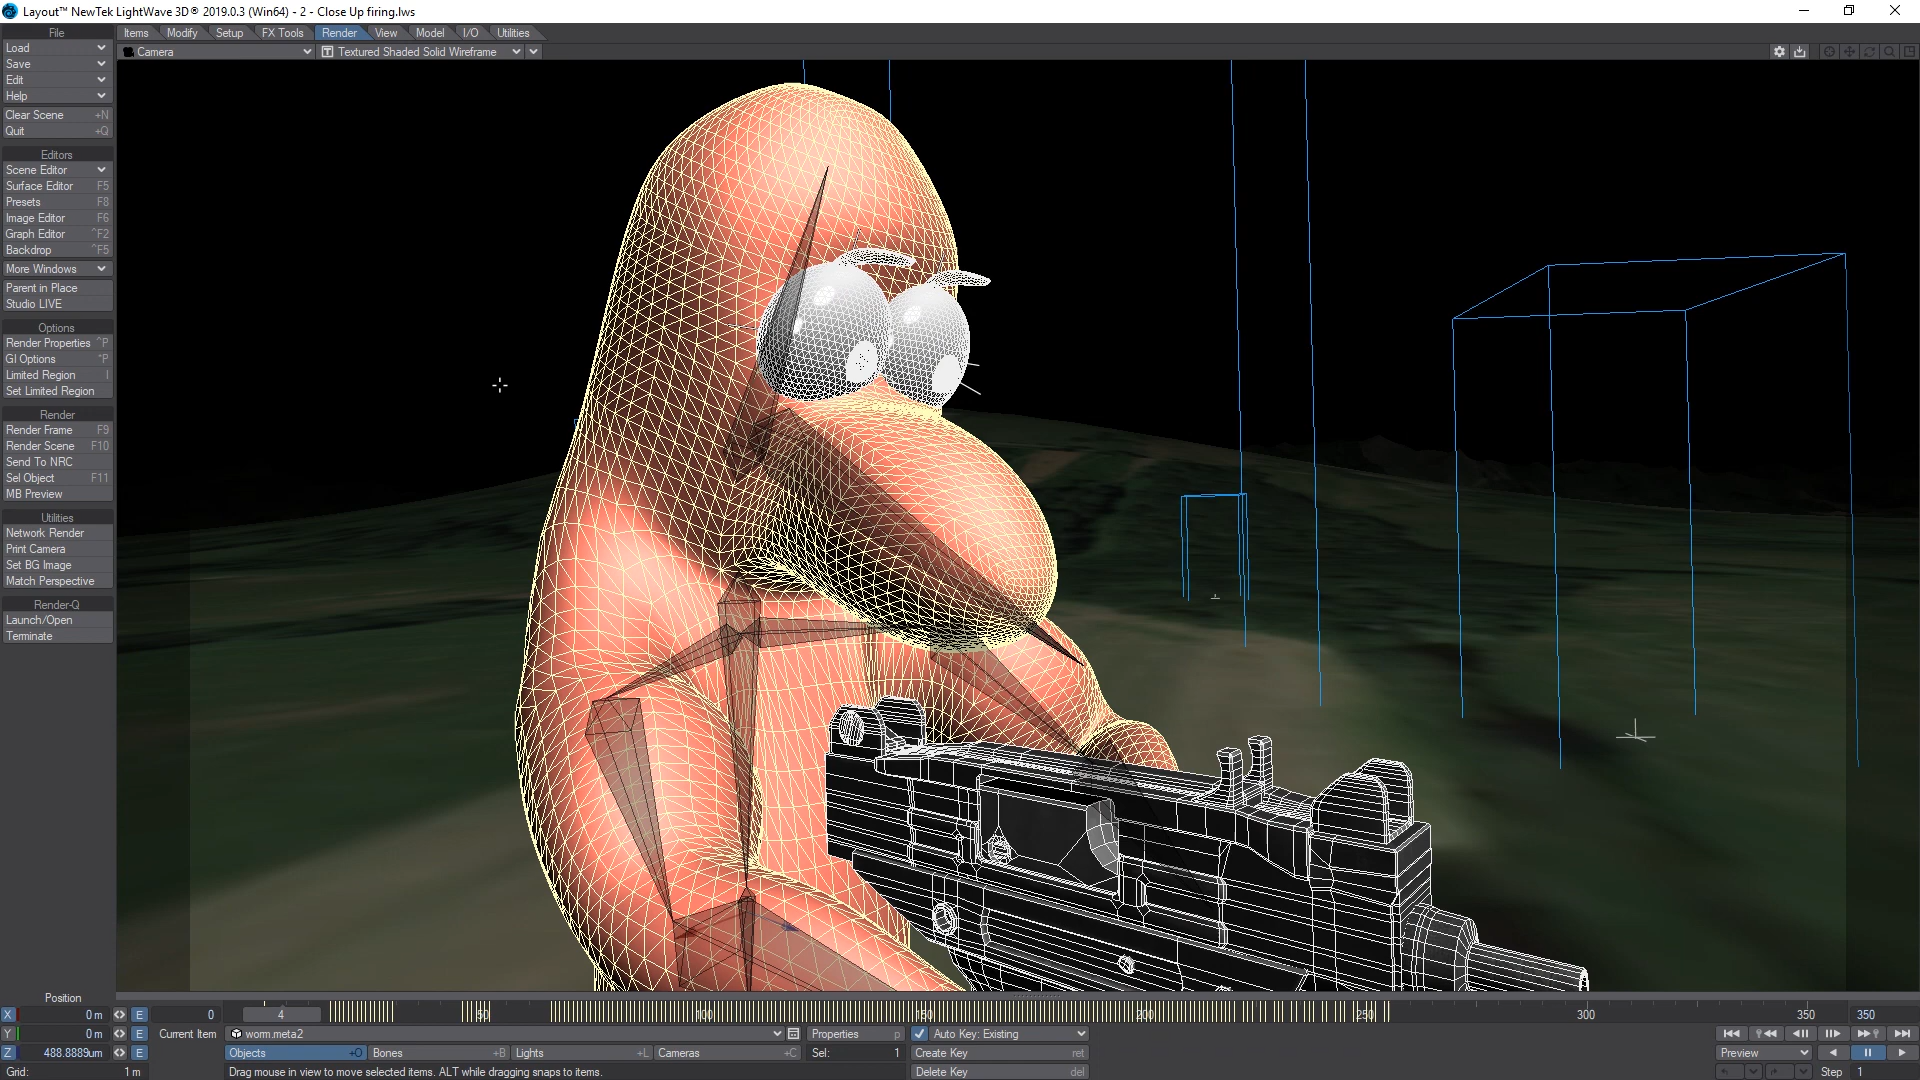 Layout™ NewTek LightWave 3D® 2019.0.3 (Win64) - 2 - Close Up firing.lws
File
Items Modify Setup FX Tools Render View Model I/O Utilities
Load
Camera
T Textured Shaded Solid Wireframe
Save
Edit
Help
Clear Scene +N
Quit +Q
Editors
Scene Editor
Surface Editor F5
Presets F8
Image Editor F6
Graph Editor ^F2
Backdrop ^F5
More Windows
Parent in Place
Studio LIVE
Options
Render Properties ^P
GI Options "P
Limited Region l
Set Limited Region
Render
Render Frame F9
Render Scene F10
Send To NRC
Sel Object F11
MB Preview
Utilities
Network Render
Print Camera
Set BG Image
Match Perspective
Render-Q
Launch/Open
Terminate
Position
X 0 m E 0 4 50 100 150 200 250 300 350 350
Y 0 m E Current Item worm.meta2 Properties p Auto Key: Existing
Z 488.8889um E Objects +O Bones +B Lights +L Cameras +C Sel: 1 Create Key ret Preview
Grid: 1 m Drag mouse in view to move selected items. ALT while dragging snaps to items. Delete Key del Step 1